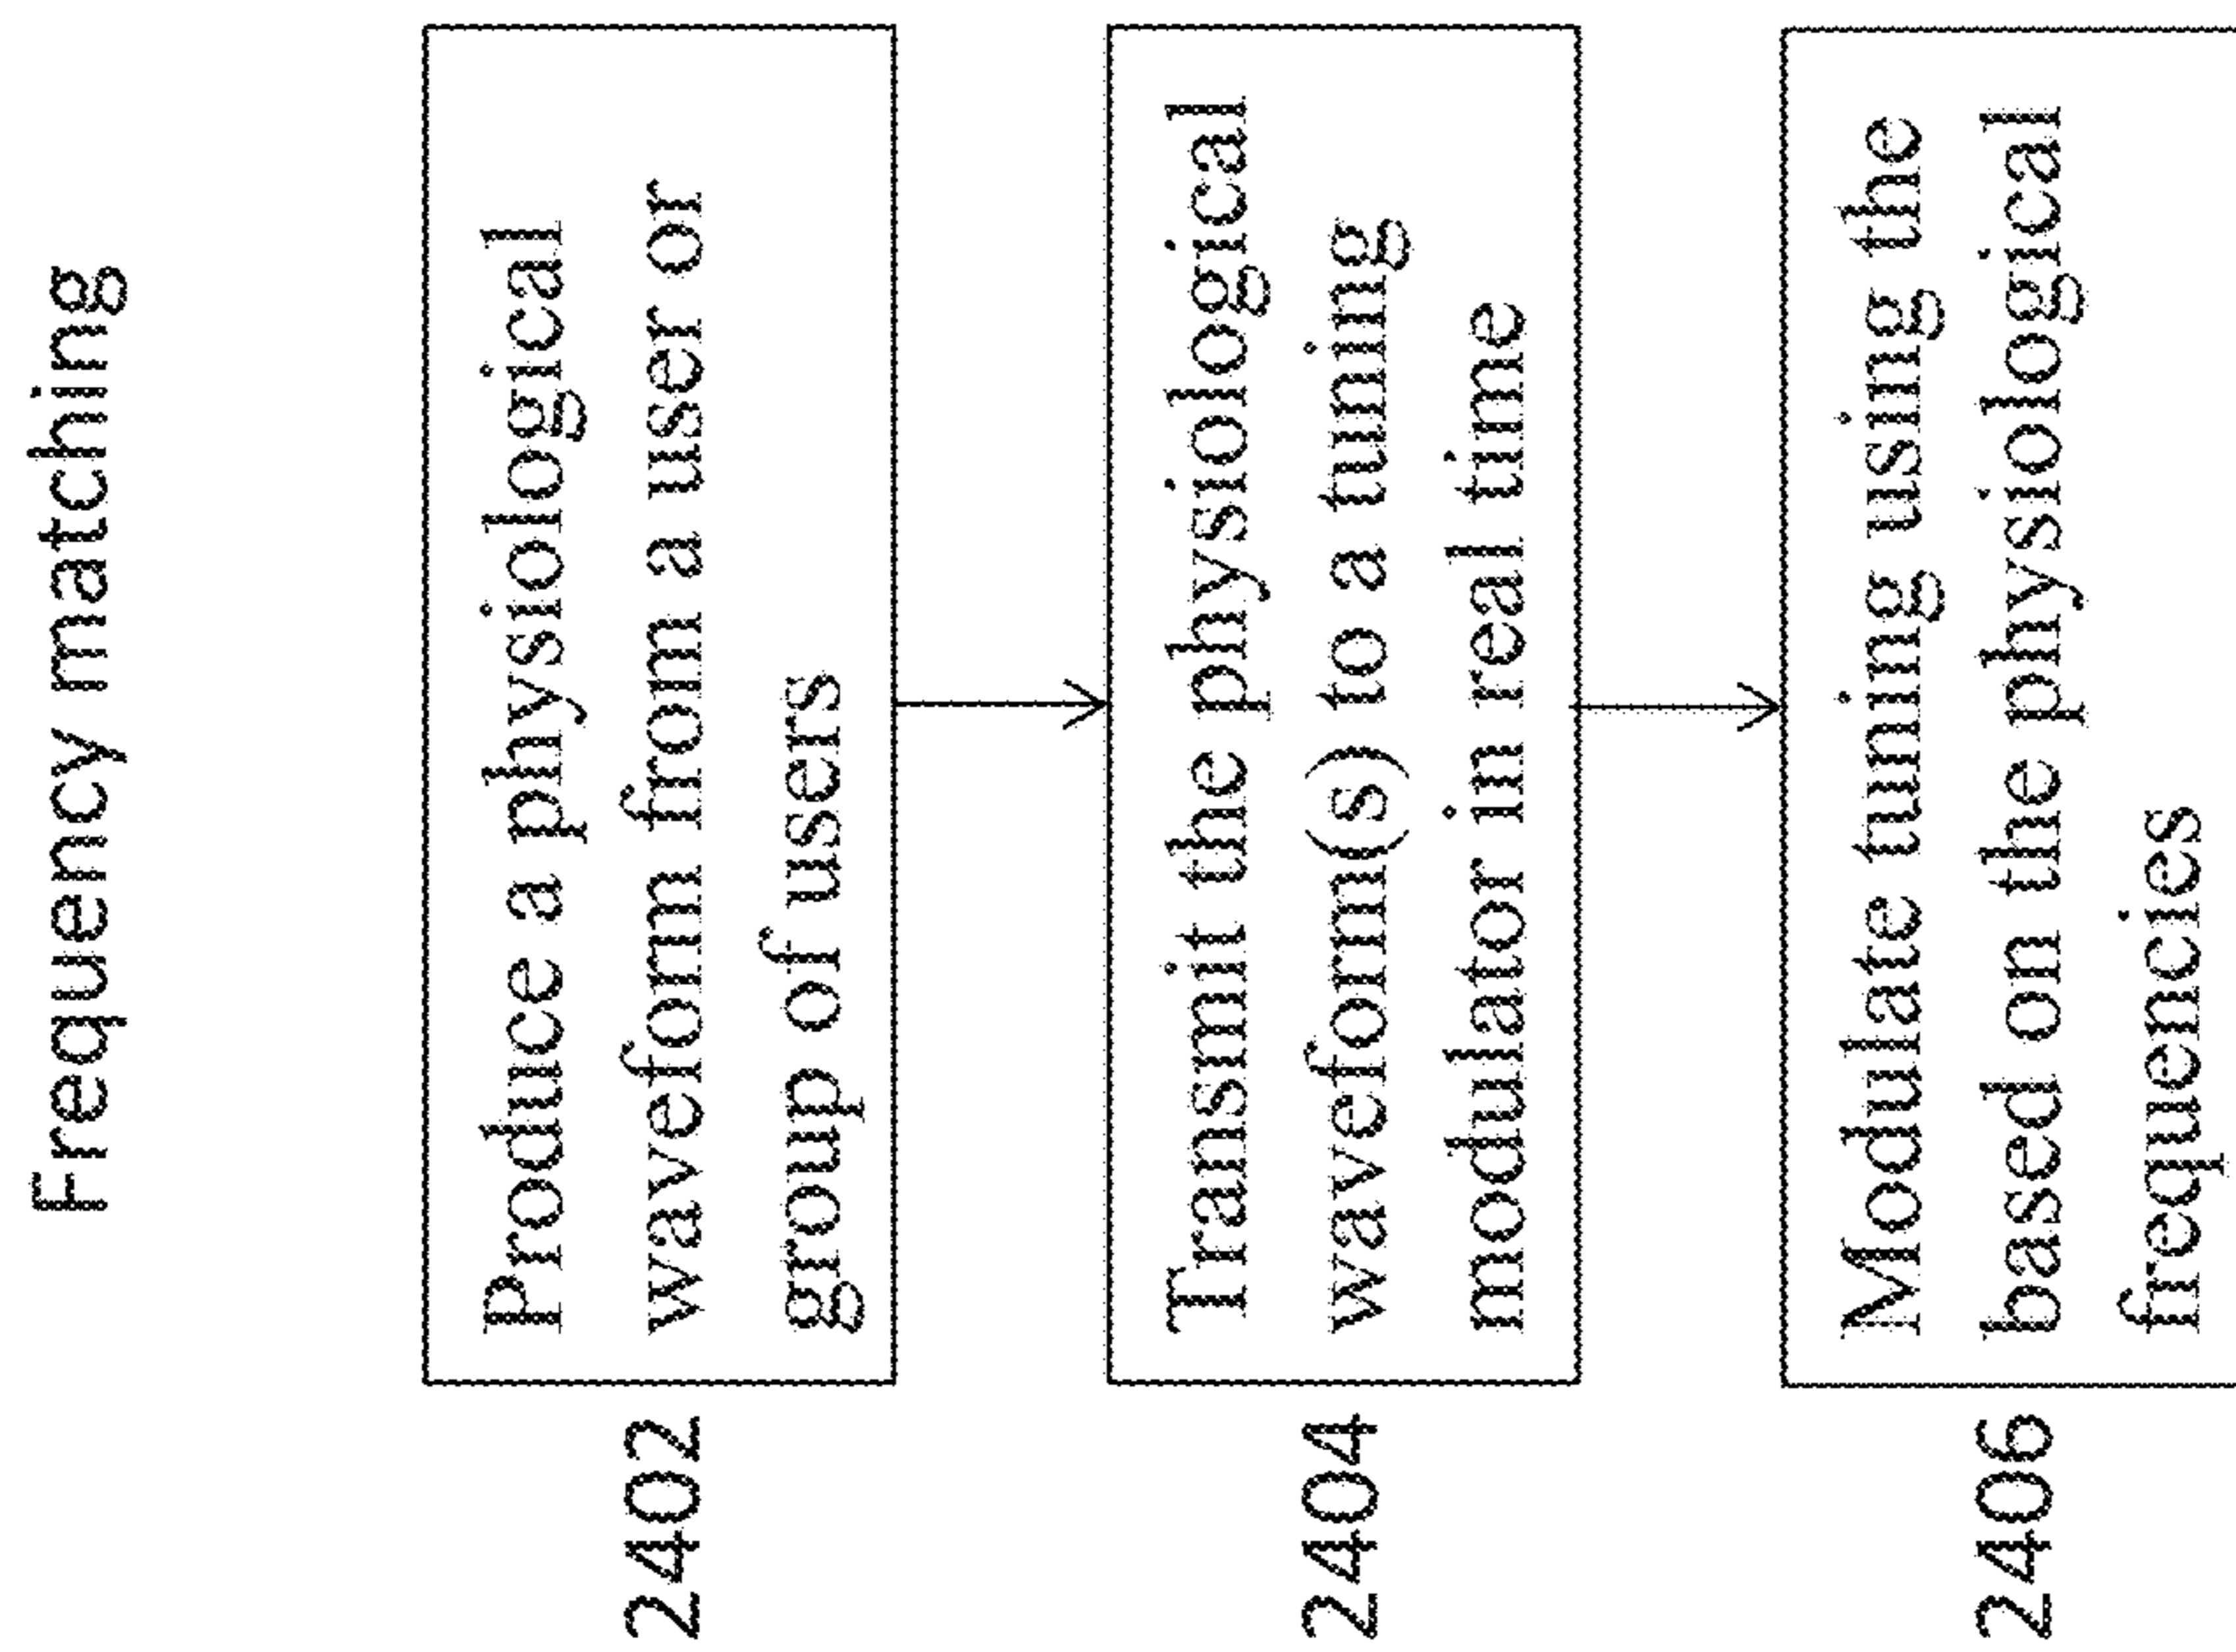 Frequency matching
2402
Produce a physiological
waveform from a user or
group of users
2404
Transmit the physiological
waveform(s) to a tuning
modulator in real time
2406
Modulate tuning using the
based on the physiological
frequencies